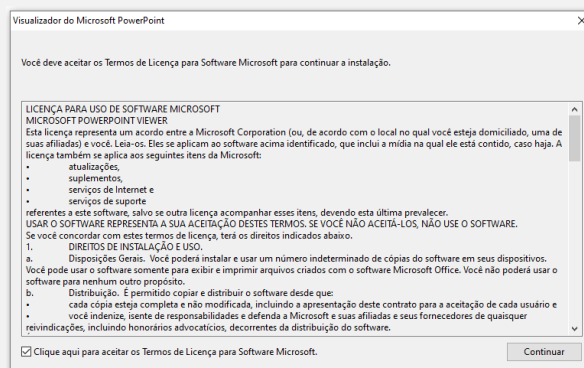 Visualizador do Microsoft PowerPoint
Você deve aceitar os Termos de Licença para Software Microsoft para continuar a instalação.
LICENÇA PARA USO DE SOFTWARE MICROSOFT
MICROSOFT POWERPOINT VIEWER
Esta licença representa um acordo entre a Microsoft Corporation (ou, de acordo com o local no qual você esteja domiciliado, uma de
suas afiliadas) e você. Leia-os. Eles se aplicam ao software acima identificado, que inclui a mídia na qual ele está contido, caso haja. A
licença também se aplica aos seguintes itens da Microsoft:
• atualizações,
• suplementos,
• serviços de Internet e
• serviços de suporte
referentes a este software, salvo se outra licença acompanhar esses itens, devendo esta última prevalecer.
USAR O SOFTWARE REPRESENTA A SUA ACEITAÇÃO DESTES TERMOS. SE VOCÊ NÃO ACEITÁ-LOS, NÃO USE O SOFTWARE.
Se você concordar com estes termos de licença, terá os direitos indicados abaixo.
1. DIREITOS DE INSTALAÇÃO E USO.
a. Disposições Gerais. Você poderá instalar e usar um número indeterminado de cópias do software em seus dispositivos.
Você pode usar o software somente para exibir e imprimir arquivos criados com o software Microsoft Office. Você não poderá usar o
software para nenhum outro propósito.
b. Distribuição. É permitido copiar e distribuir o software desde que:
• cada cópia esteja completa e não modificada, incluindo a apresentação deste contrato para a aceitação de cada usuário e
• você indenize, isente de responsabilidades e defenda a Microsoft e suas afiliadas e seus fornecedores de quaisquer
reivindicações, incluindo honorários advocatícios, decorrentes da distribuição do software.
Clique aqui para aceitar os Termos de Licença para Software Microsoft.
Continuar